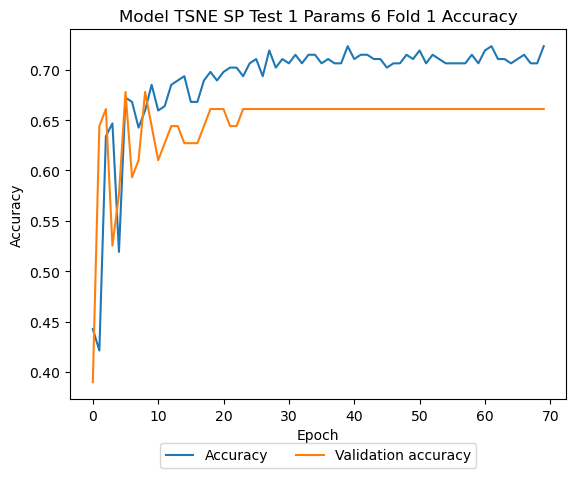 Model TSNE SP Test 1 Params 6 Fold 1 Accuracy
Accuracy
0.70
0.65
0.60
0.55
0.50
0.45
0.40
0 10 20 30 40 50 60 70
Epoch
Accuracy Validation accuracy